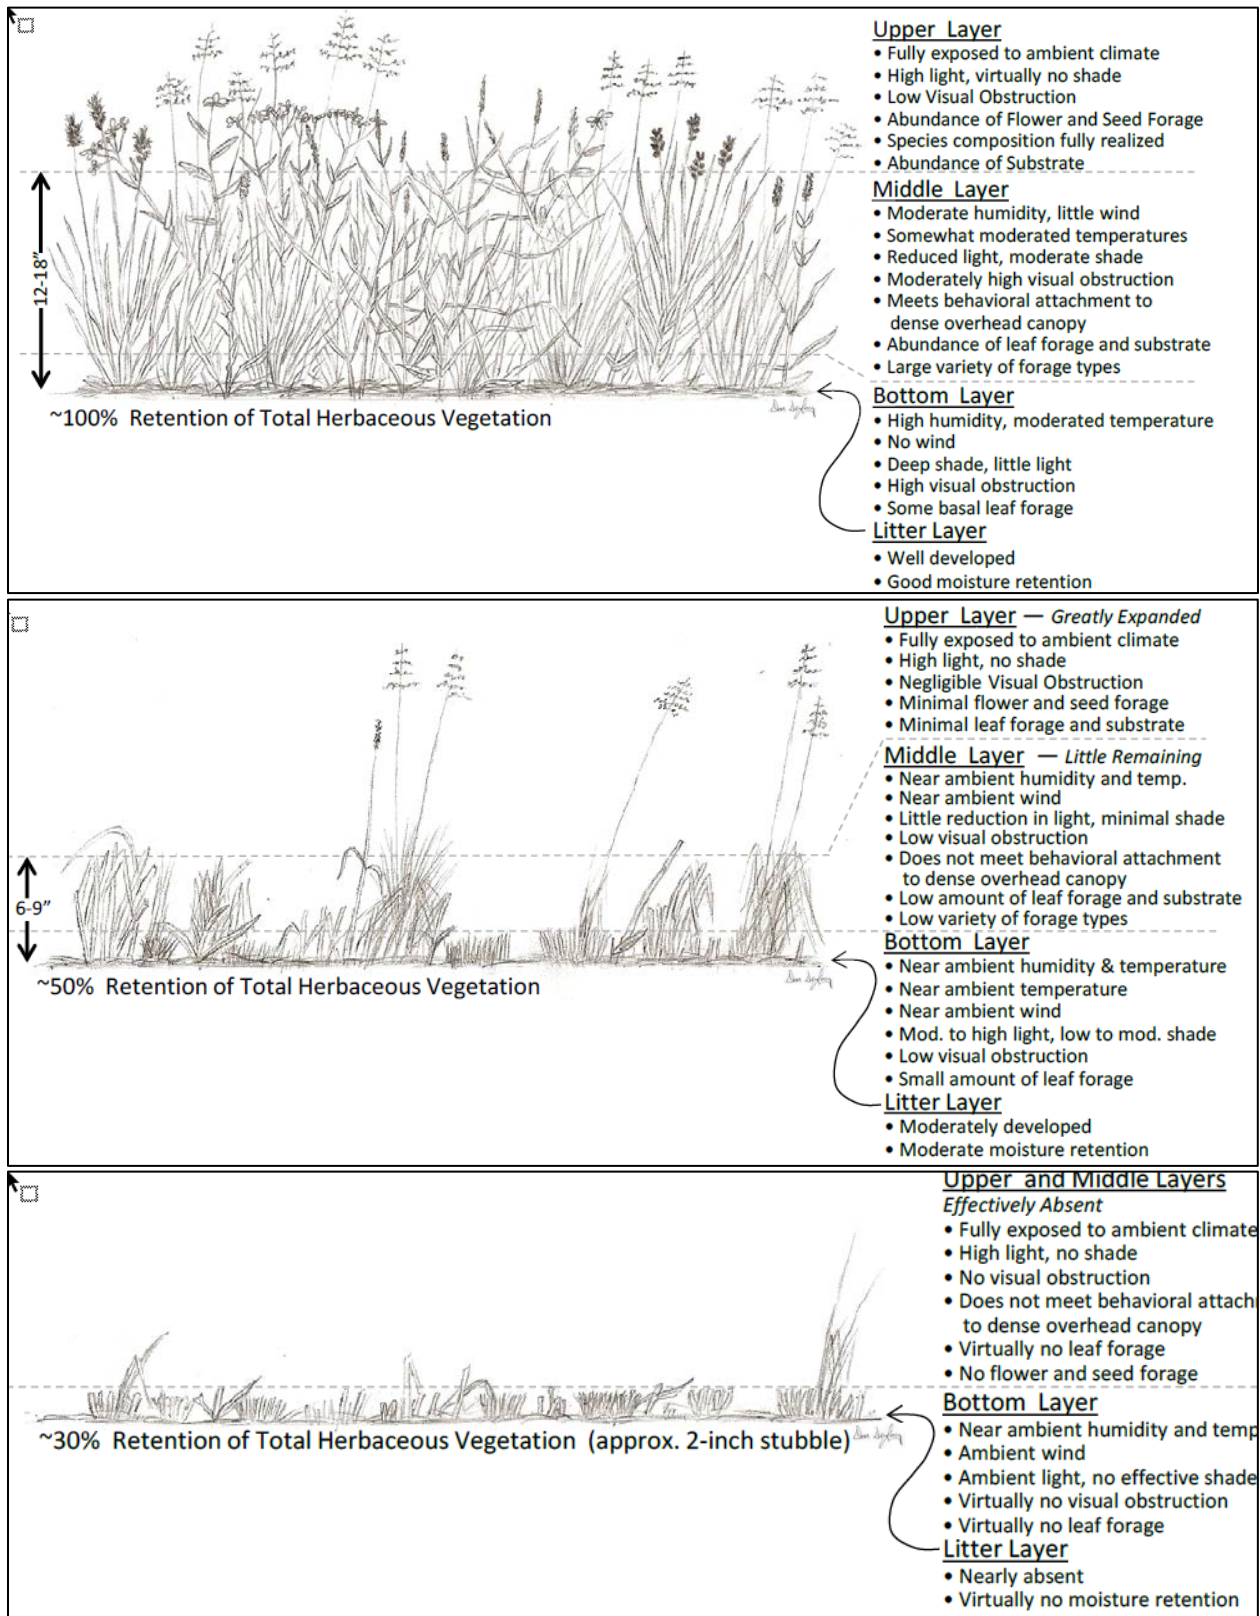 Upper Layer
• Fully exposed to ambient climate
• High light, virtually no shade
• Low Visual Obstruction
• Abundance of Flower and Seed Forage
• Species composition fully realized
• Abundance of Substrate
Middle Layer
• Moderate humidity, little wind
• Somewhat moderated temperatures
• Reduced light, moderate shade
• Moderately high visual obstruction
• Meets behavioral attachment to
dense overhead canopy
• Abundance of leaf forage and substrate
• Large variety of forage types
12-18"
Bottom Layer
• High humidity, moderated temperature
• No wind
• Deep shade, little light
• High visual obstruction
• Some basal leaf forage
~100% Retention of Total Herbaceous Vegetation
Litter Layer
• Well developed
• Good moisture retention
Upper Layer — Greatly Expanded
• Fully exposed to ambient climate
• High light, no shade
• Negligible Visual Obstruction
• Minimal flower and seed forage
• Minimal leaf forage and substrate
Middle Layer — Little Remaining
• Near ambient humidity and temp.
• Near ambient wind
• Little reduction in light, minimal shade
• Low visual obstruction
• Does not meet behavioral attachment
to dense overhead canopy
• Low amount of leaf forage and substrate
• Low variety of forage types
6-9"
Bottom Layer
• Near ambient humidity & temperature
• Near ambient temperature
• Near ambient wind
• Mod. to high light, low to mod. shade
• Low visual obstruction
• Small amount of leaf forage
~50% Retention of Total Herbaceous Vegetation
Litter Layer
• Moderately developed
• Moderate moisture retention
Upper and Middle Layers
Effectively Absent
• Fully exposed to ambient climate
• High light, no shade
• No visual obstruction
• Does not meet behavioral attach
to dense overhead canopy
• Virtually no leaf forage
• No flower and seed forage
Bottom Layer
• Near ambient humidity and temp
• Ambient wind
• Ambient light, no effective shade
• Virtually no visual obstruction
• Virtually no leaf forage
~30% Retention of Total Herbaceous Vegetation (approx. 2-inch stubble)
Litter Layer
• Nearly absent
• Virtually no moisture retention